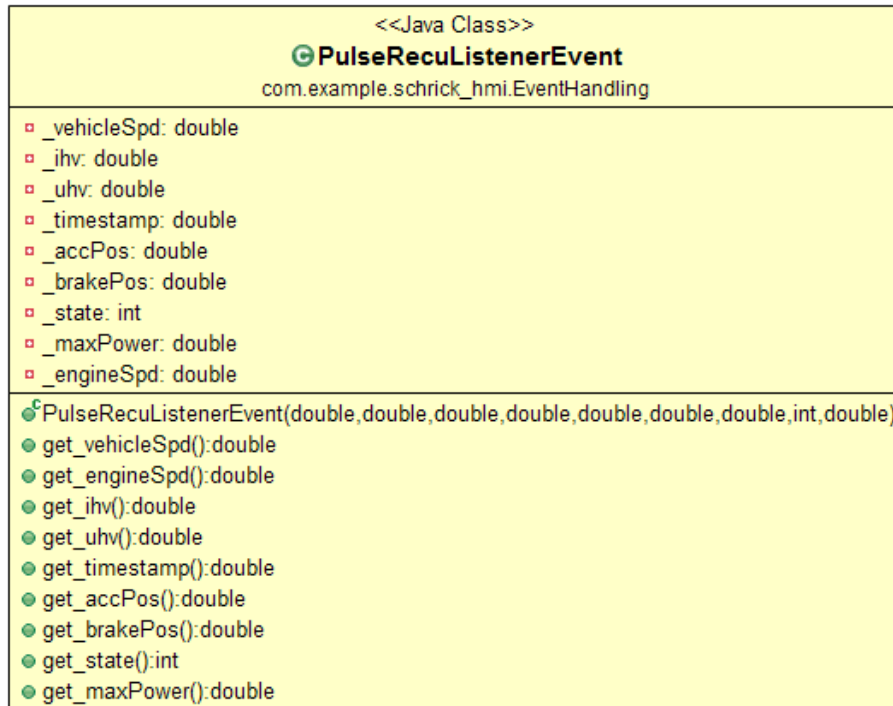 <<Java Class>>
PulseRecuListenerEvent
com.example.schrick_hmi.EventHandling
_vehicleSpd: double
_ihv: double
_uhv: double
_timestamp: double
_accPos: double
_brakePos: double
_state: int
_maxPower: double
_engineSpd: double
PulseRecuListenerEvent(double,double,double,double,double,double,double,int,double)
get_vehicleSpd():double
get_engineSpd():double
get_ihv():double
get_uhv():double
get_timestamp():double
get_accPos():double
get_brakePos():double
get_state():int
get_maxPower():double